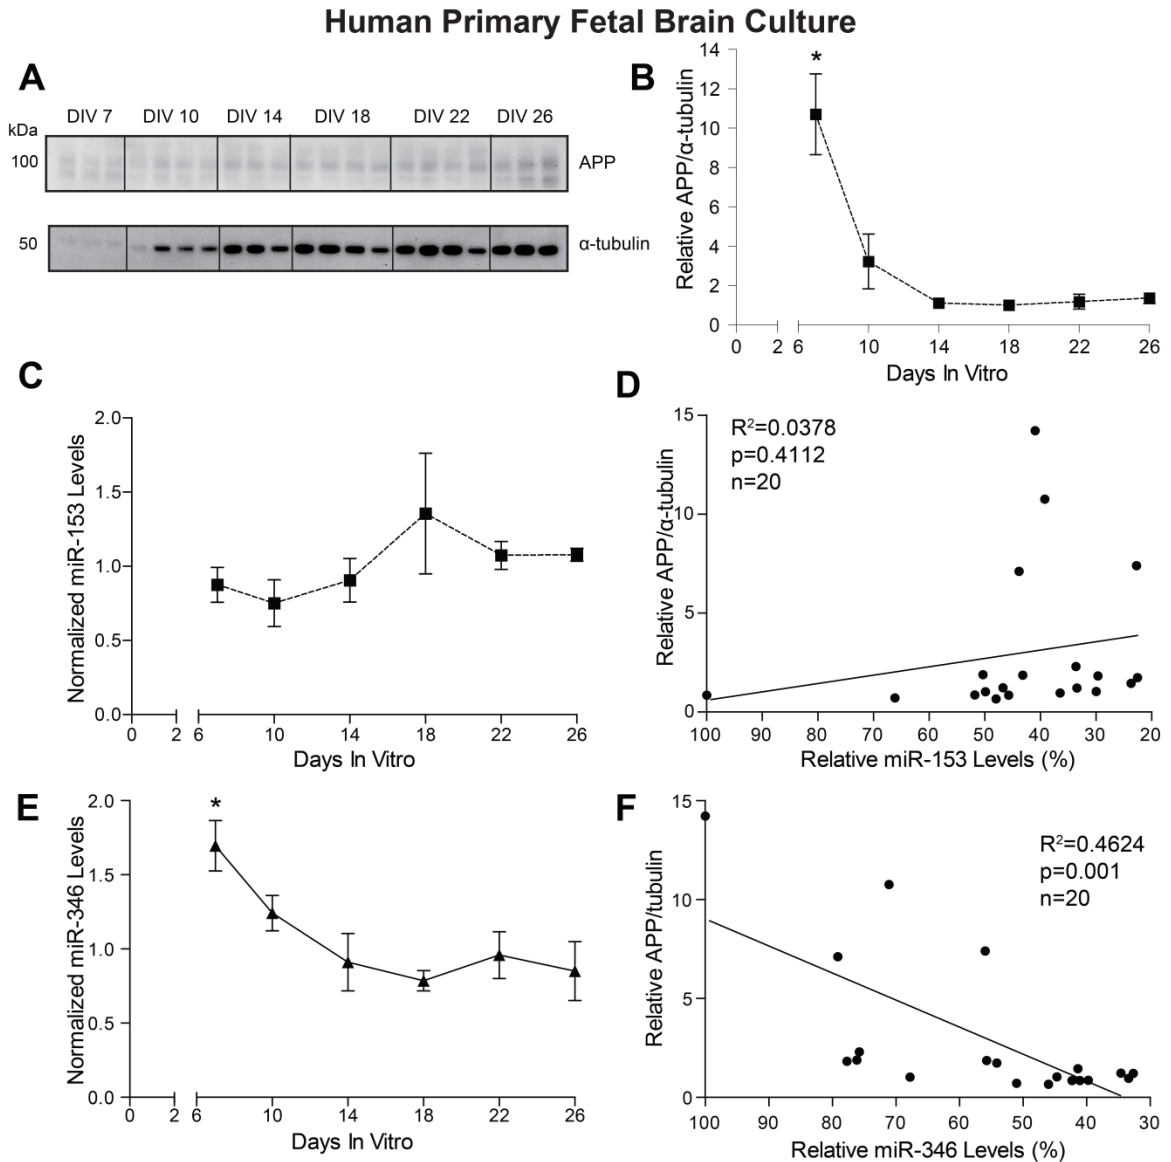 Human Primary Fetal Brain Culture
A
DIV 7 DIV 10 DIV 14 DIV 18 DIV 22 DIV 26
kDa
100
APP
50
α-tubulin
B
Relative APP/α-tubulin
14
12
10
8
6
4
2
0
*
0 2 6 10 14 18 22 26
Days In Vitro
C
Normalized miR-153 Levels
2.0
1.5
1.0
0.5
0.0
0 2 6 10 14 18 22 26
Days In Vitro
D
Relative APP/α-tubulin
15
10
5
0
R²=0.0378
p=0.4112
n=20
100 90 80 70 60 50 40 30 20
Relative miR-153 Levels (%)
E
Normalized miR-346 Levels
2.0
1.5
1.0
0.5
0.0
*
0 2 6 10 14 18 22 26
Days In Vitro
F
Relative APP/tubulin
15
10
5
0
R²=0.4624
p=0.001
n=20
100 90 80 70 60 50 40 30
Relative miR-346 Levels (%)